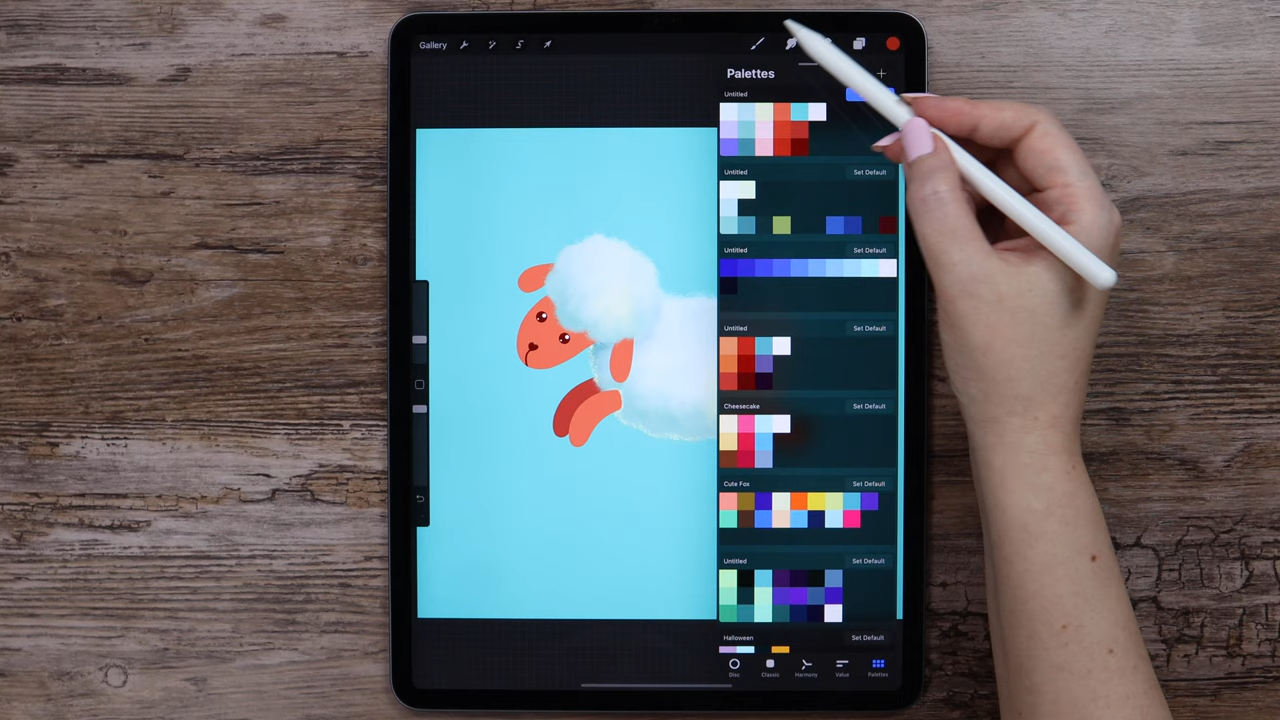 Gallery
Palettes
Untitled
Untitled Set Default
Untitled Set Default
Untitled Set Default
Cheesecake Set Default
Cute Fox Set Default
Untitled Set Default
Halloween Set Default
Disc Classic Harmony Value Palettes